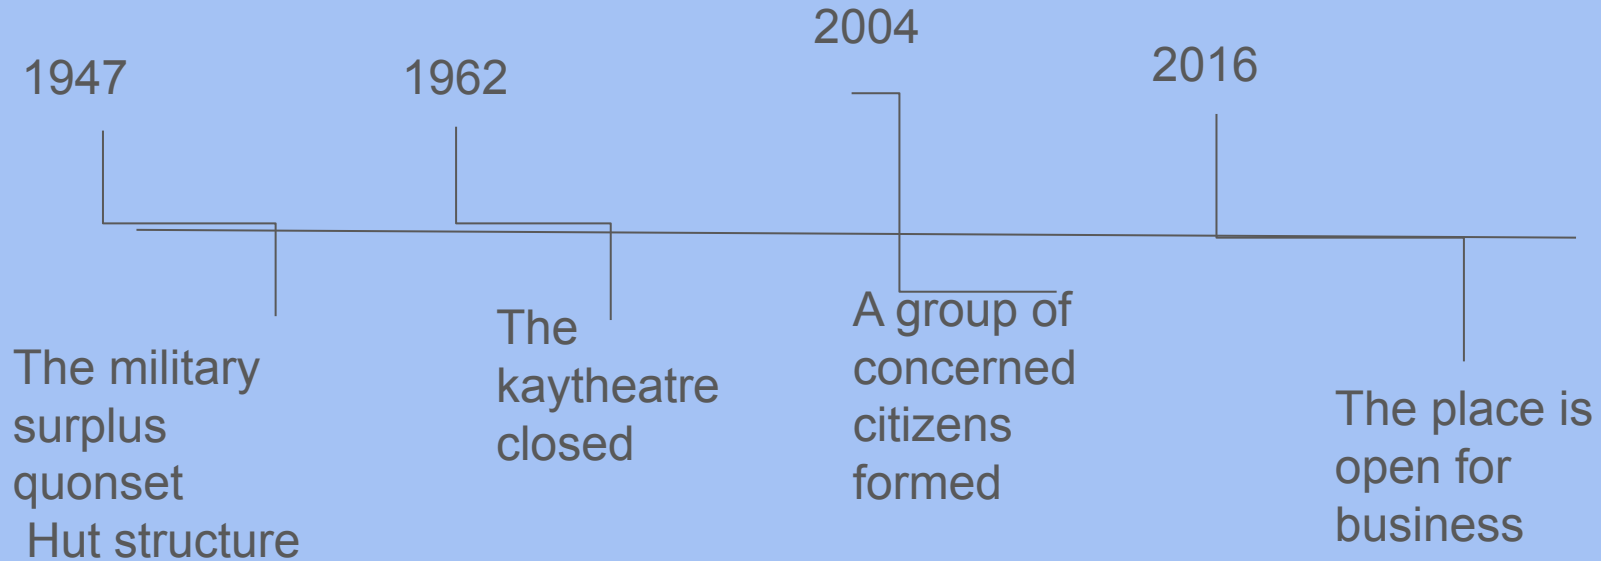 1947
The military
surplus
quonset
Hut structure
1962
The
kaytheatre
closed
2004
A group of
concerned
citizens
formed
2016
The place is
open for
business